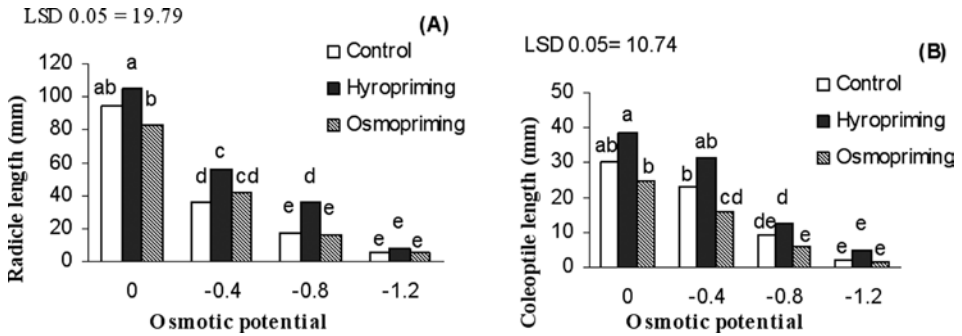 LSD 0.05 = 19.79
(A)
Control
Hyropriming
Osmopriming
Radicle length (mm)
120
100
80
60
40
20
0
ab a b
d c cd
e d e
e e e
0 -0.4 -0.8 -1.2
Osmotic potential
LSD 0.05= 10.74
(B)
Control
Hyropriming
Osmopriming
Coleoptile length (mm)
50
40
30
20
10
0
ab a b
b ab cd
de d e
e e e
0 -0.4 -0.8 -1.2
Osmotic potential